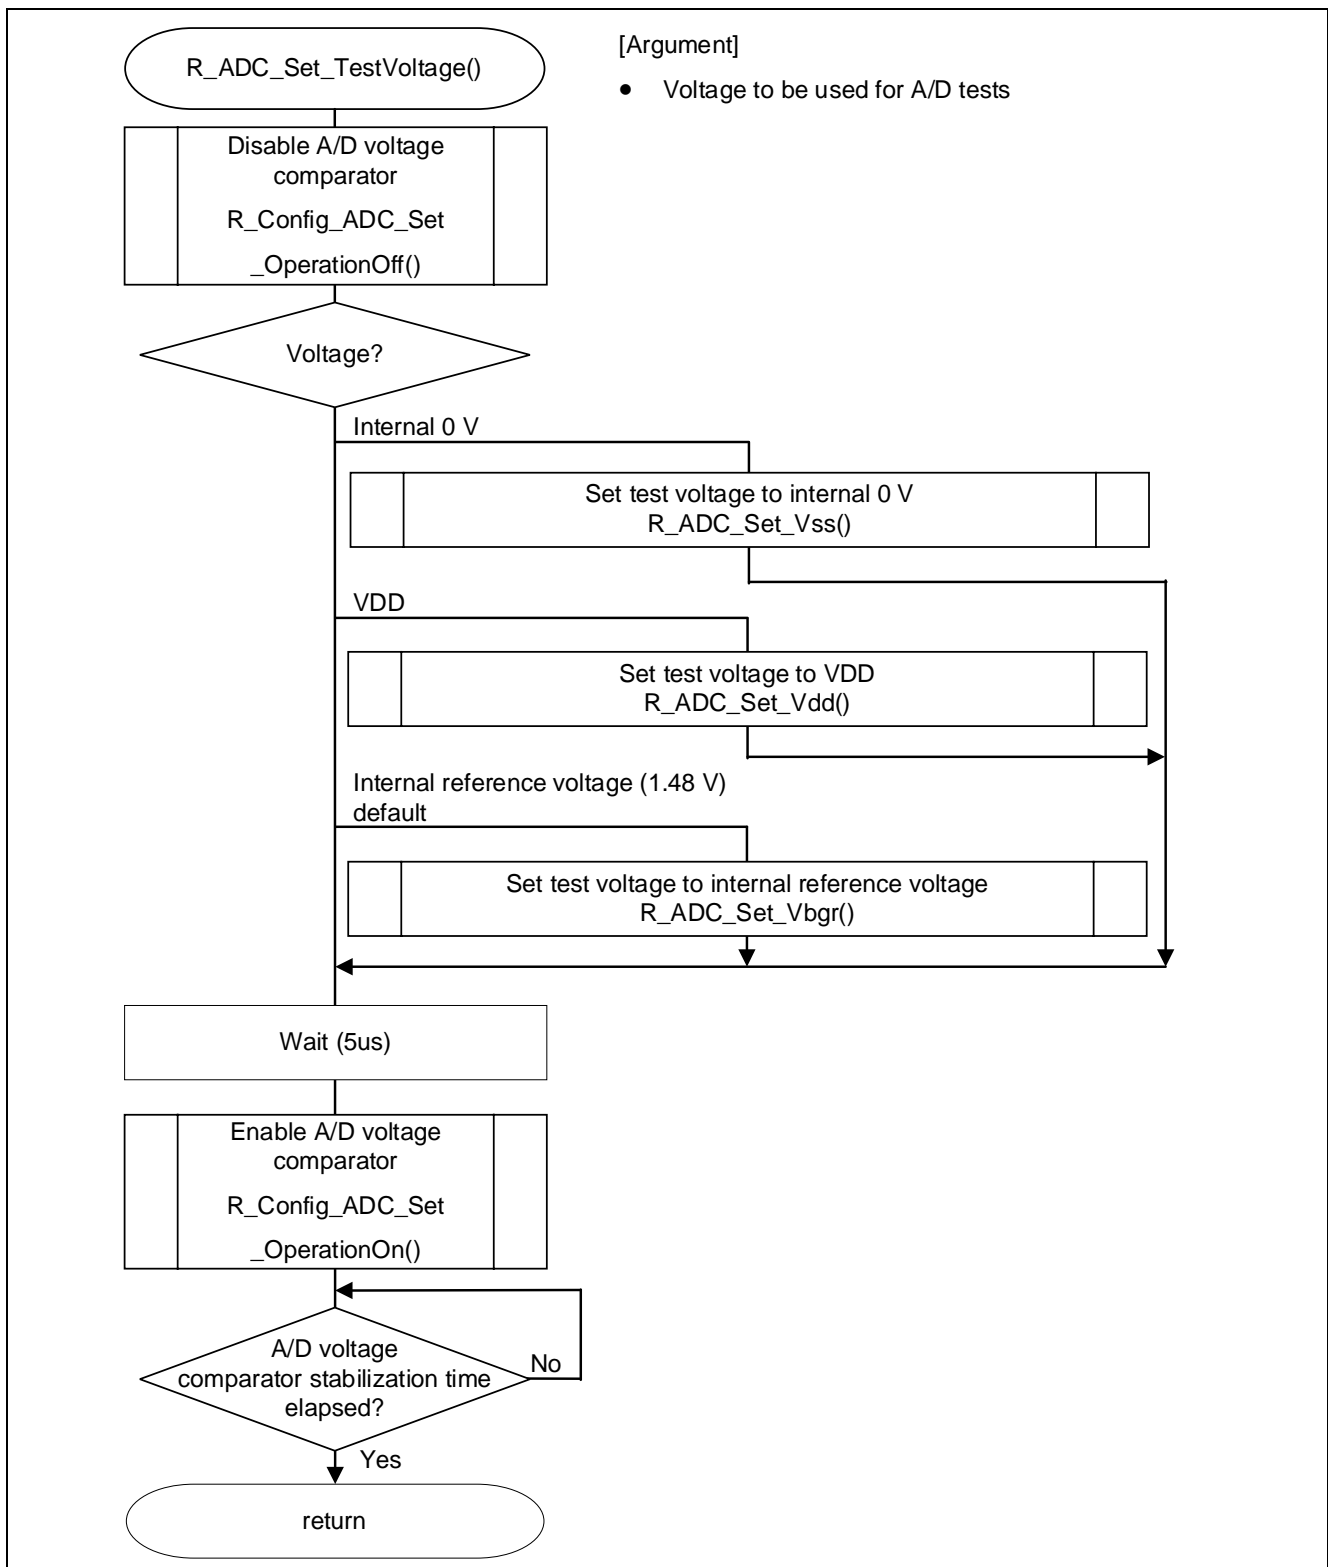 R_ADC_Set_TestVoltage()
[Argument]
● Voltage to be used for A/D tests
Disable A/D voltage
comparator
R_Config_ADC_Set
_OperationOff()
Voltage?
Internal 0 V
Set test voltage to internal 0 V
R_ADC_Set_Vss()
VDD
Set test voltage to VDD
R_ADC_Set_Vdd()
Internal reference voltage (1.48 V)
default
Set test voltage to internal reference voltage
R_ADC_Set_Vbgr()
Wait (5us)
Enable A/D voltage
comparator
R_Config_ADC_Set
_OperationOn()
A/D voltage
comparator stabilization time
elapsed?
No
Yes
return